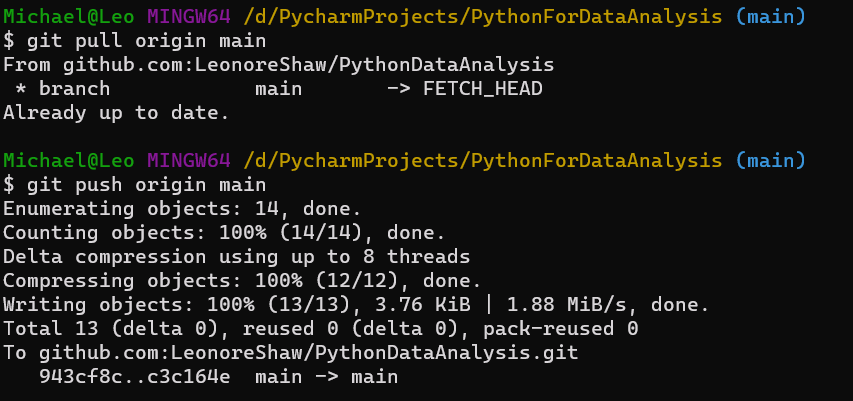 Michael@Leo MINGW64 /d/PycharmProjects/PythonForDataAnalysis (main)
$ git pull origin main
From github.com:LeonoreShaw/PythonDataAnalysis
 * branch            main       -> FETCH_HEAD
Already up to date.

Michael@Leo MINGW64 /d/PycharmProjects/PythonForDataAnalysis (main)
$ git push origin main
Enumerating objects: 14, done.
Counting objects: 100% (14/14), done.
Delta compression using up to 8 threads
Compressing objects: 100% (12/12), done.
Writing objects: 100% (13/13), 3.76 KiB | 1.88 MiB/s, done.
Total 13 (delta 0), reused 0 (delta 0), pack-reused 0
To github.com:LeonoreShaw/PythonDataAnalysis.git
   943cf8c..c3c164e  main -> main